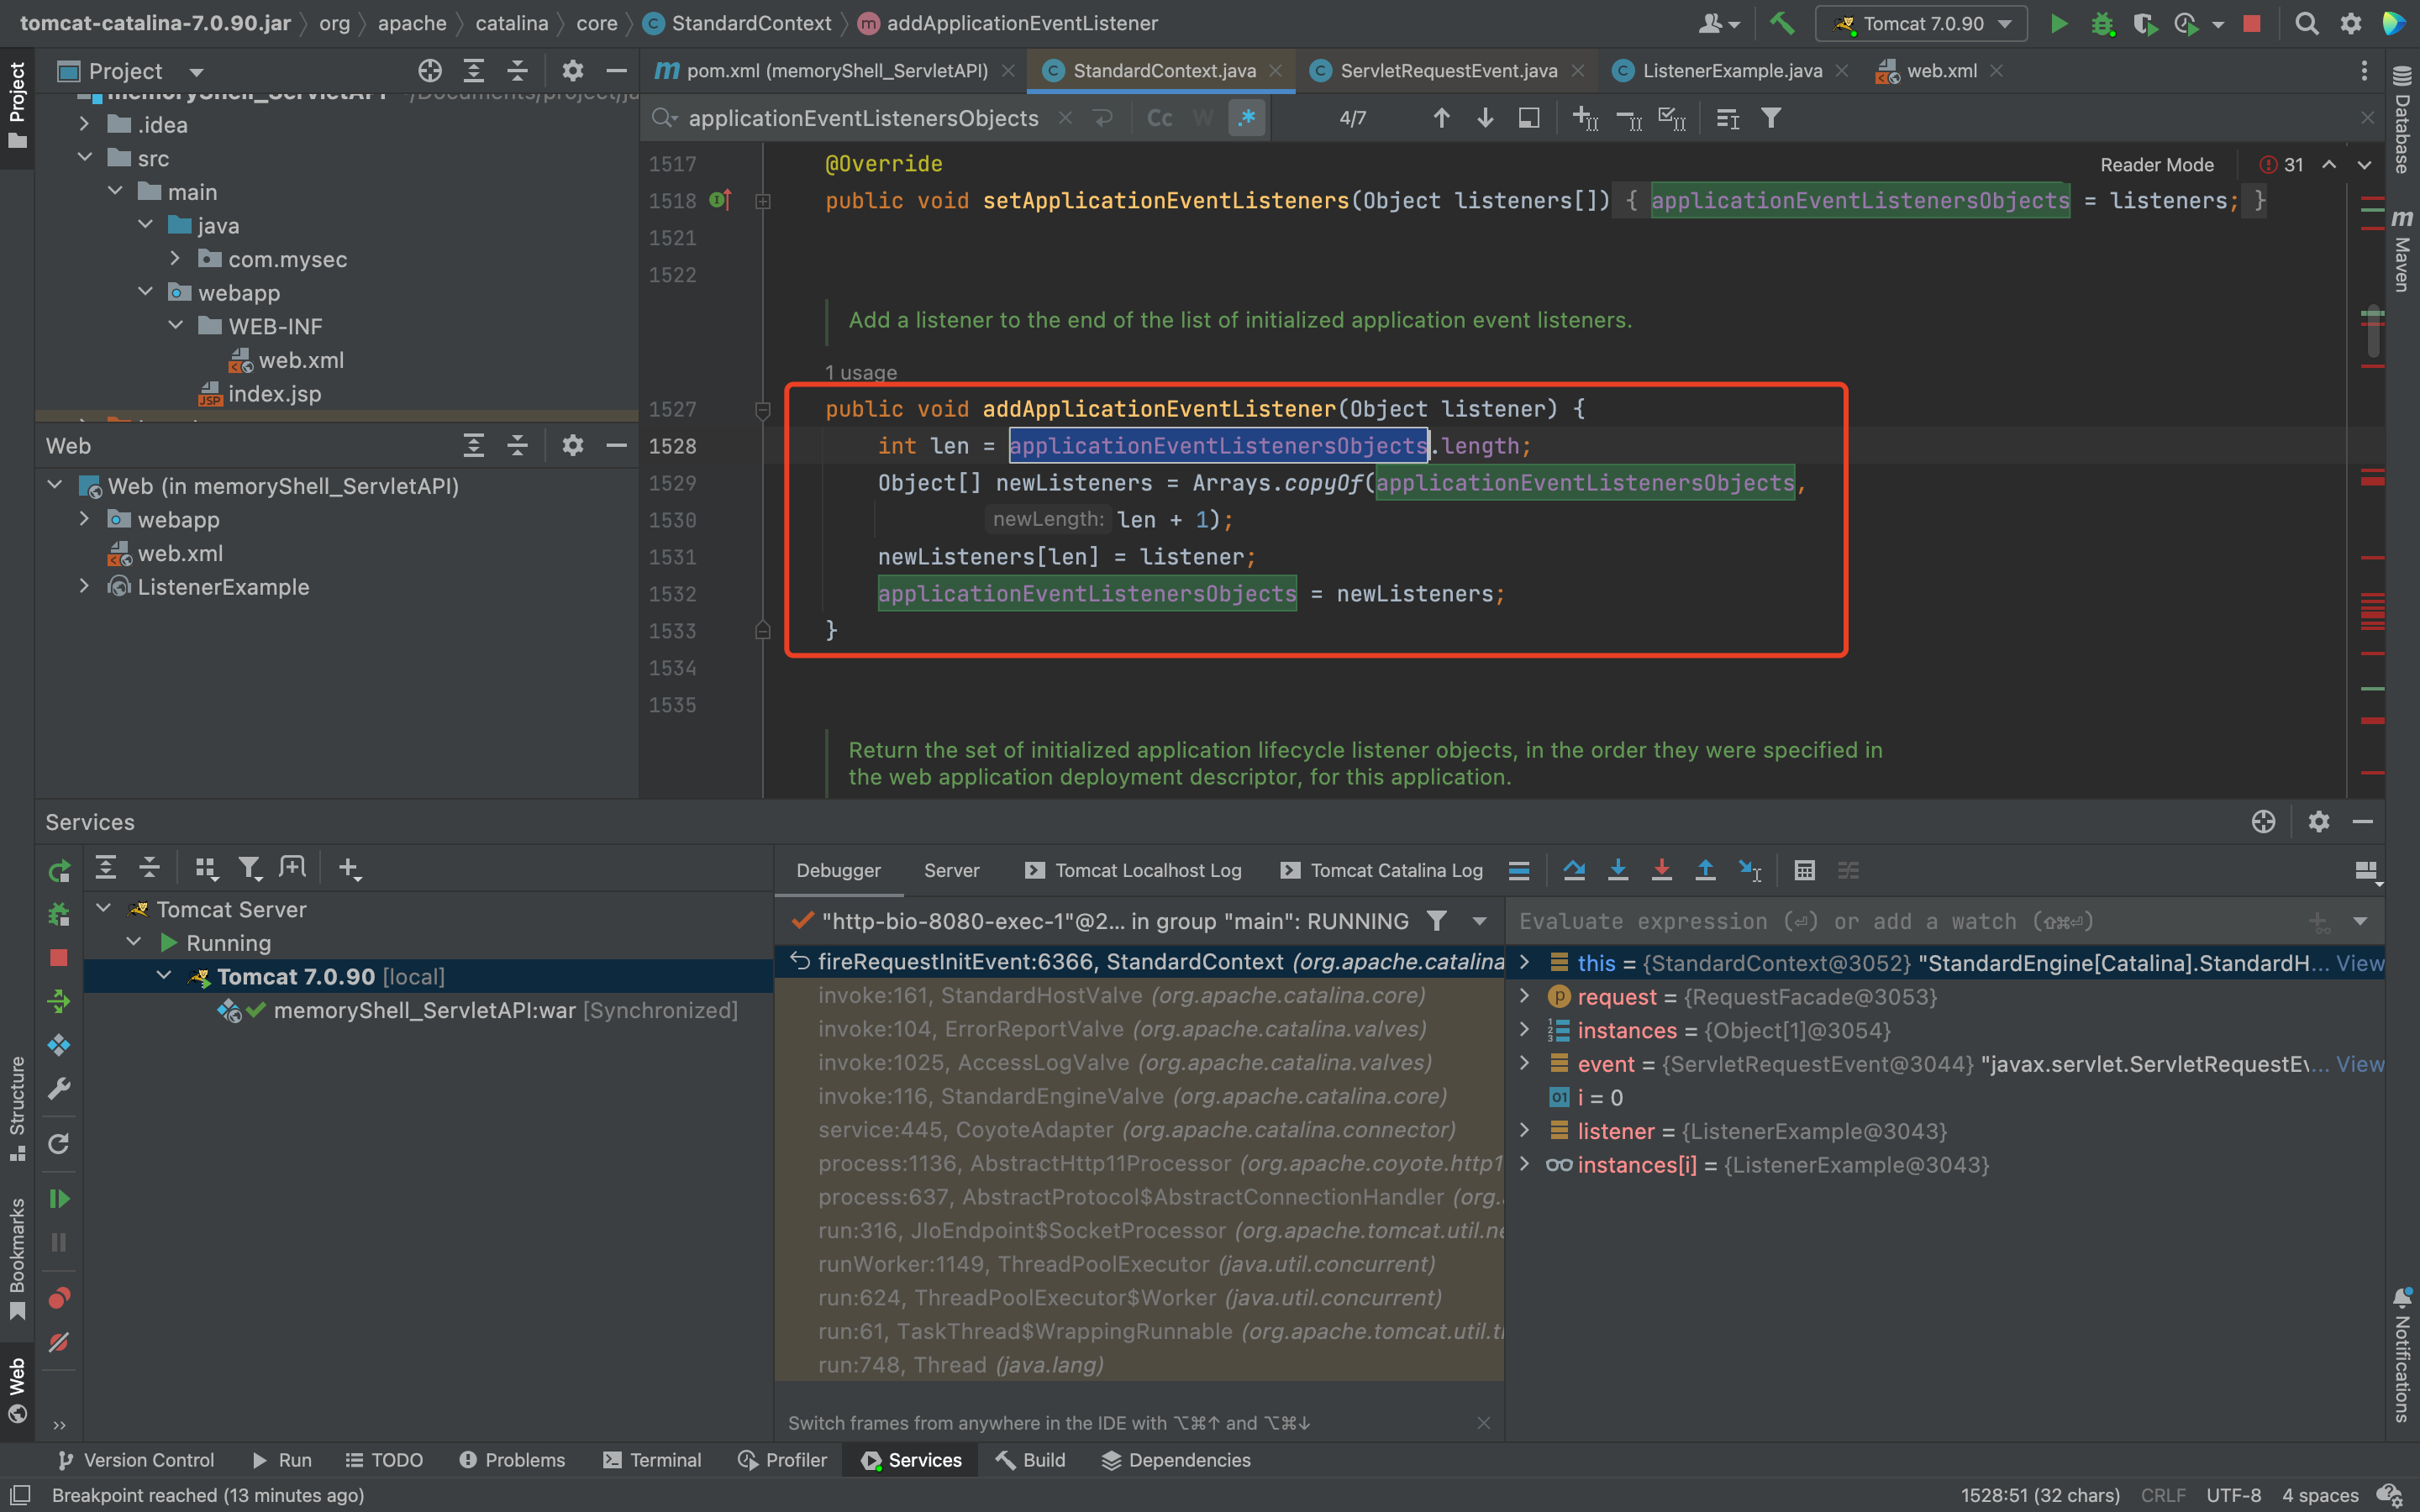 tomcat-catalina-7.0.90.jar org apache catalina core StandardContext addApplicationEventListener
Tomcat 7.0.90
Project
pom.xml (memoryShell_ServletAPI) StandardContext.java ServletRequestEvent.java ListenerExample.java web.xml
applicationEventListenersObjects Cc W .* 4/7
.idea
src
main
java
com.mysec
webapp
WEB-INF
web.xml
index.jsp
Web
Web (in memoryShell_ServletAPI)
webapp
web.xml
ListenerExample
Reader Mode 31
1517 @Override
1518 public void setApplicationEventListeners(Object listeners[]) { applicationEventListenersObjects = listeners; }
1521
1522
Add a listener to the end of the list of initialized application event listeners.
1 usage
1527 public void addApplicationEventListener(Object listener) {
1528 int len = applicationEventListenersObjects.length;
1529 Object[] newListeners = Arrays.copyOf(applicationEventListenersObjects,
1530 newLength: len + 1);
1531 newListeners[len] = listener;
1532 applicationEventListenersObjects = newListeners;
1533 }
1534
1535
Return the set of initialized application lifecycle listener objects, in the order they were specified in
the web application deployment descriptor, for this application.
Project
Structure
Bookmarks
Web
Database
Maven
Notifications
Services
Tomcat Server
Running
Tomcat 7.0.90 [local]
memoryShell_ServletAPI:war [Synchronized]
Debugger Server Tomcat Localhost Log Tomcat Catalina Log
"http-bio-8080-exec-1"@2... in group "main": RUNNING
fireRequestInitEvent:6366, StandardContext (org.apache.catalina
invoke:161, StandardHostValve (org.apache.catalina.core)
invoke:104, ErrorReportValve (org.apache.catalina.valves)
invoke:1025, AccessLogValve (org.apache.catalina.valves)
invoke:116, StandardEngineValve (org.apache.catalina.core)
service:445, CoyoteAdapter (org.apache.catalina.connector)
process:1136, AbstractHttp11Processor (org.apache.coyote.http1
process:637, AbstractProtocol$AbstractConnectionHandler (org.
run:316, JIoEndpoint$SocketProcessor (org.apache.tomcat.util.ne
runWorker:1149, ThreadPoolExecutor (java.util.concurrent)
run:624, ThreadPoolExecutor$Worker (java.util.concurrent)
run:61, TaskThread$WrappingRunnable (org.apache.tomcat.util.t
run:748, Thread (java.lang)
Switch frames from anywhere in the IDE with ⌥⌘↑ and ⌥⌘↓
Evaluate expression (⏎) or add a watch (⇧⌘⏎)
this = {StandardContext@3052} "StandardEngine[Catalina].StandardH... View
request = {RequestFacade@3053}
instances = {Object[1]@3054}
event = {ServletRequestEvent@3044} "javax.servlet.ServletRequestEv... View
i = 0
listener = {ListenerExample@3043}
instances[i] = {ListenerExample@3043}
Version Control Run TODO Problems Terminal Profiler Services Build Dependencies
Breakpoint reached (13 minutes ago)
1528:51 (32 chars) CRLF UTF-8 4 spaces